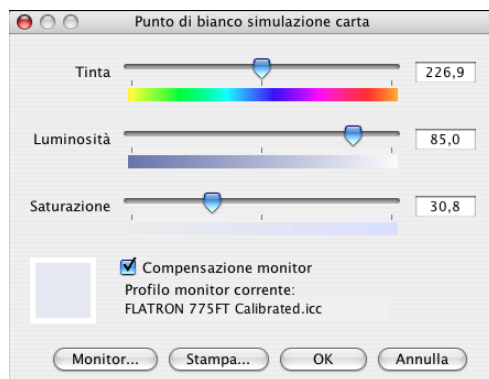 Punto di bianco simulazione carta
Tinta
226,9
Luminosità
85,0
Saturazione
30,8
Compensazione monitor
Profilo monitor corrente:
FLATRON 775FT Calibrated.icc
Monitor... Stampa... OK Annulla